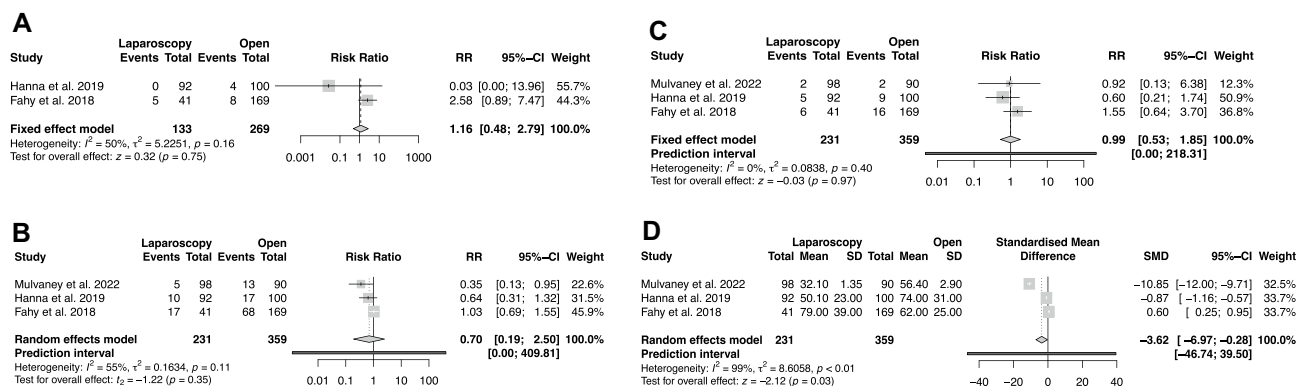 A
Laparoscopy Open
Study Events Total Events Total Risk Ratio RR 95%–CI Weight
Hanna et al. 2019 0 92 4 100 0.03 [0.00; 13.96] 55.7%
Fahy et al. 2018 5 41 8 169 2.58 [0.89; 7.47] 44.3%
Fixed effect model 133 269 1.16 [0.48; 2.79] 100.0%
Heterogeneity: I² = 50%, τ² = 5.2251, p = 0.16
Test for overall effect: z = 0.32 (p = 0.75)
0.001 0.1 1 10 1000
B
Laparoscopy Open
Study Events Total Events Total Risk Ratio RR 95%–CI Weight
Mulvaney et al. 2022 5 98 13 90 0.35 [0.13; 0.95] 22.6%
Hanna et al. 2019 10 92 17 100 0.64 [0.31; 1.32] 31.5%
Fahy et al. 2018 17 41 68 169 1.03 [0.69; 1.55] 45.9%
Random effects model 231 359 0.70 [0.19; 2.50] 100.0%
Prediction interval [0.00; 409.81]
Heterogeneity: I² = 55%, τ² = 0.1634, p = 0.11
Test for overall effect: t₂ = –1.22 (p = 0.35)
0.01 0.1 1 10 100
C
Laparoscopy Open
Study Events Total Events Total Risk Ratio RR 95%–CI Weight
Mulvaney et al. 2022 2 98 2 90 0.92 [0.13; 6.38] 12.3%
Hanna et al. 2019 5 92 9 100 0.60 [0.21; 1.74] 50.9%
Fahy et al. 2018 6 41 16 169 1.55 [0.64; 3.70] 36.8%
Fixed effect model 231 359 0.99 [0.53; 1.85] 100.0%
Prediction interval [0.00; 218.31]
Heterogeneity: I² = 0%, τ² = 0.0838, p = 0.40
Test for overall effect: z = –0.03 (p = 0.97)
0.01 0.1 1 10 100
D
Laparoscopy Open Standardised Mean
Study Total Mean SD Total Mean SD Difference SMD 95%–CI Weight
Mulvaney et al. 2022 98 32.10 1.35 90 56.40 2.90 -10.85 [-12.00; -9.71] 32.5%
Hanna et al. 2019 92 50.10 23.00 100 74.00 31.00 -0.87 [ -1.16; -0.57] 33.7%
Fahy et al. 2018 41 79.00 39.00 169 62.00 25.00 0.60 [ 0.25; 0.95] 33.8%
Random effects model 231 359 –3.62 [ –6.97; –0.28] 100.0%
Prediction interval [–46.74; 39.50]
Heterogeneity: I² = 99%, τ² = 8.6058, p < 0.01
Test for overall effect: z = –2.12 (p = 0.03)
–40 –20 0 20 40